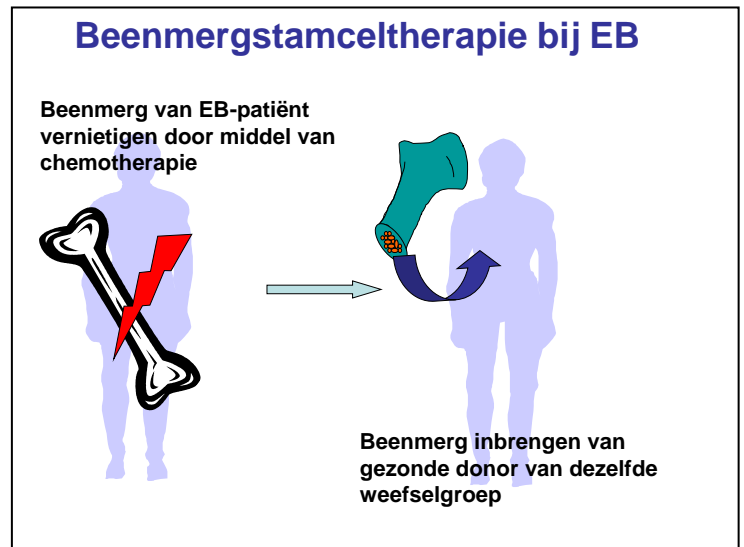 Beenmergstamceltherapie bij EB
Beenmerg van EB-patiënt
vernietigen door middel van
chemotherapie
Beenmerg inbrengen van
gezonde donor van dezelfde
weefselgroep